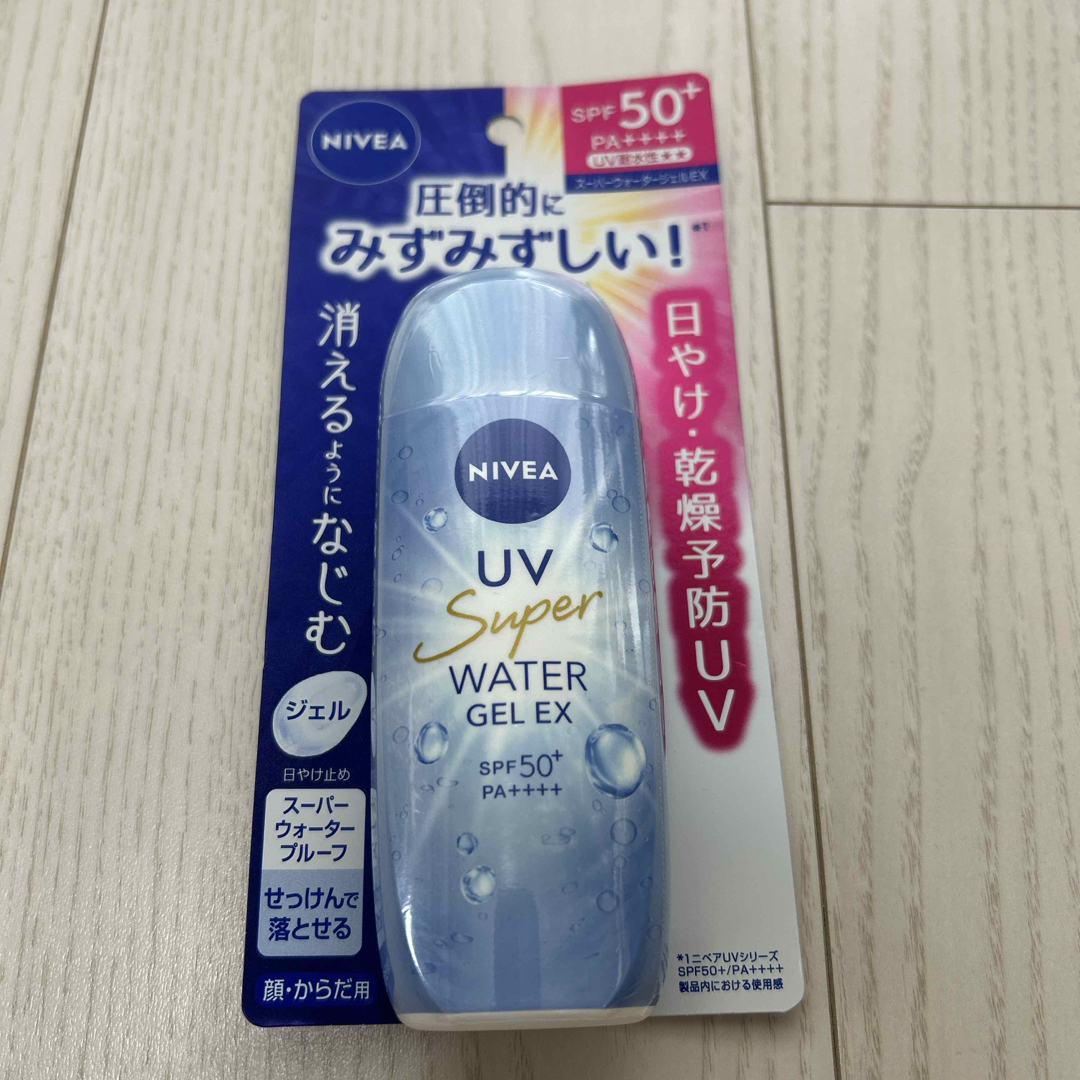 NIVEA
SPF50+
PA++++
UV耐水性★★
スーパーウォータージェルEX
圧倒的に
みずみずしい!*1
消えるようになじむ
日やけ・乾燥予防UV
ジェル
日やけ止め
スーパー
ウォーター
プルーフ
せっけんで
落とせる
顔・からだ用
NIVEA
UV
Super
WATER
GEL EX
SPF50+
PA++++
*1ニベアUVシリーズ
SPF50+/PA++++
製品内における使用感